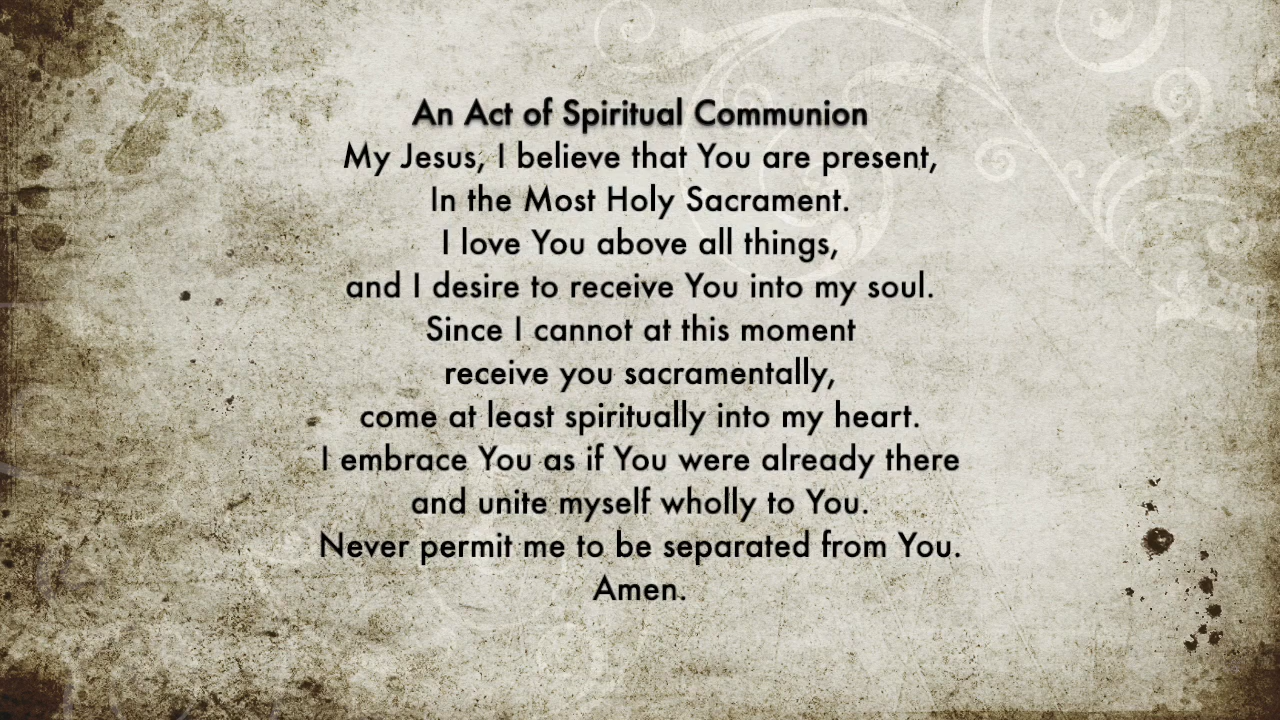 An Act of Spiritual Communion
My Jesus, I believe that You are present,
In the Most Holy Sacrament.
I love You above all things,
and I desire to receive You into my soul.
Since I cannot at this moment
receive you sacramentally,
come at least spiritually into my heart.
I embrace You as if You were already there
and unite myself wholly to You.
Never permit me to be separated from You.
Amen.